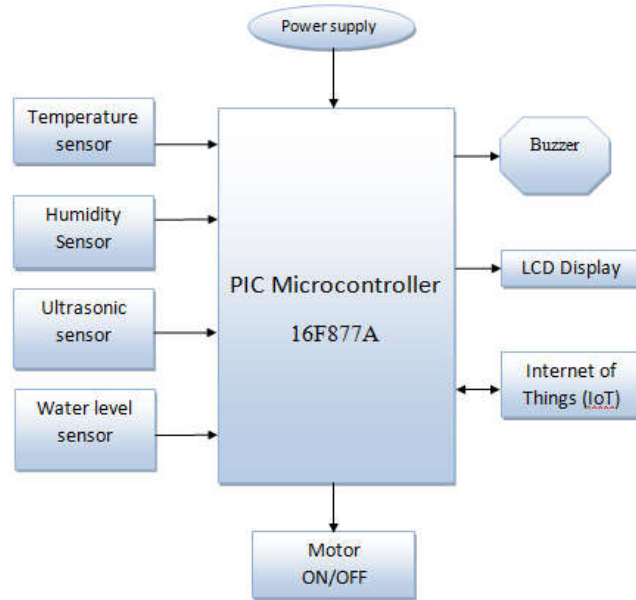 Power supply
Temperature
sensor
Humidity
Sensor
Ultrasonic
sensor
Water level
sensor
PIC Microcontroller
16F877A
Buzzer
LCD Display
Internet of
Things (IoT)
Motor
ON/OFF